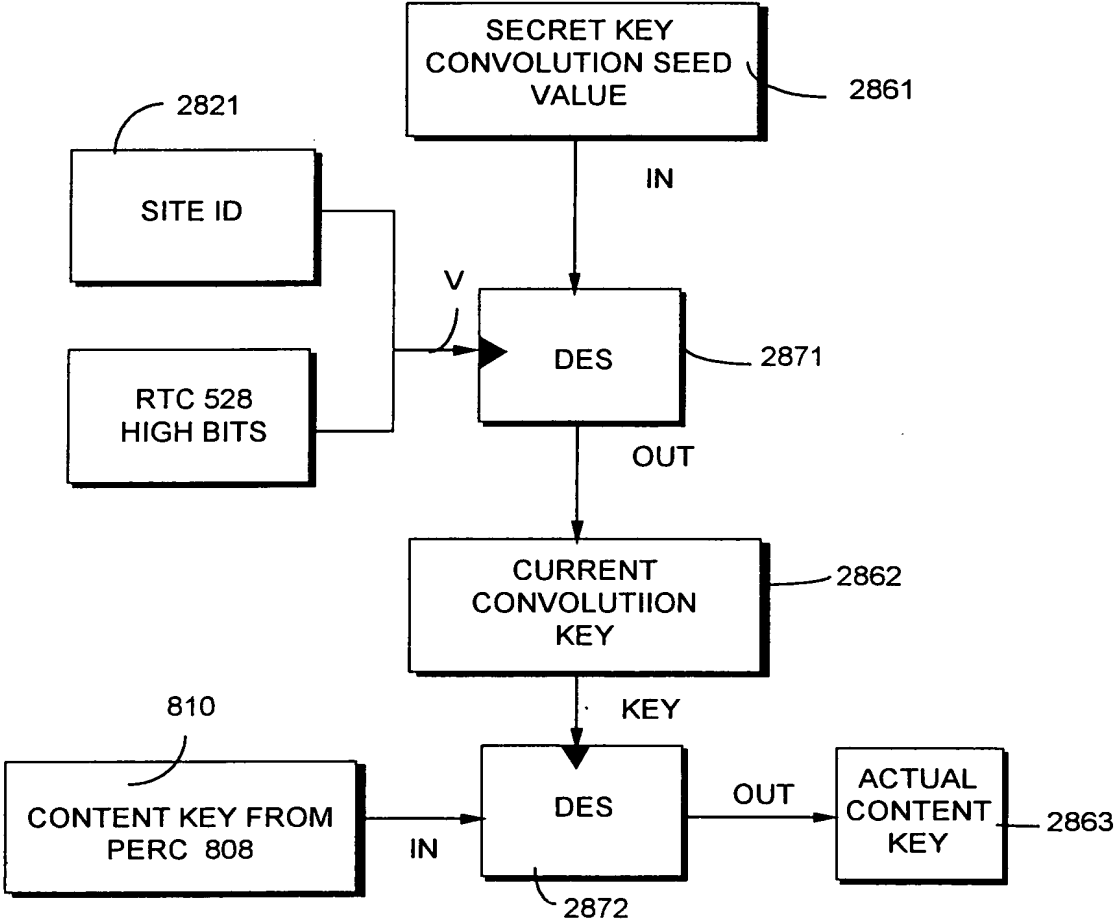 SECRET KEY
CONVOLUTION SEED
VALUE
2861
2821
IN
SITE ID
V
DES
2871
RTC 528
HIGH BITS
OUT
CURRENT
CONVOLUTIION
KEY
2862
810
KEY
CONTENT KEY FROM
PERC 808
IN
DES
OUT
ACTUAL
CONTENT
KEY
2863
2872